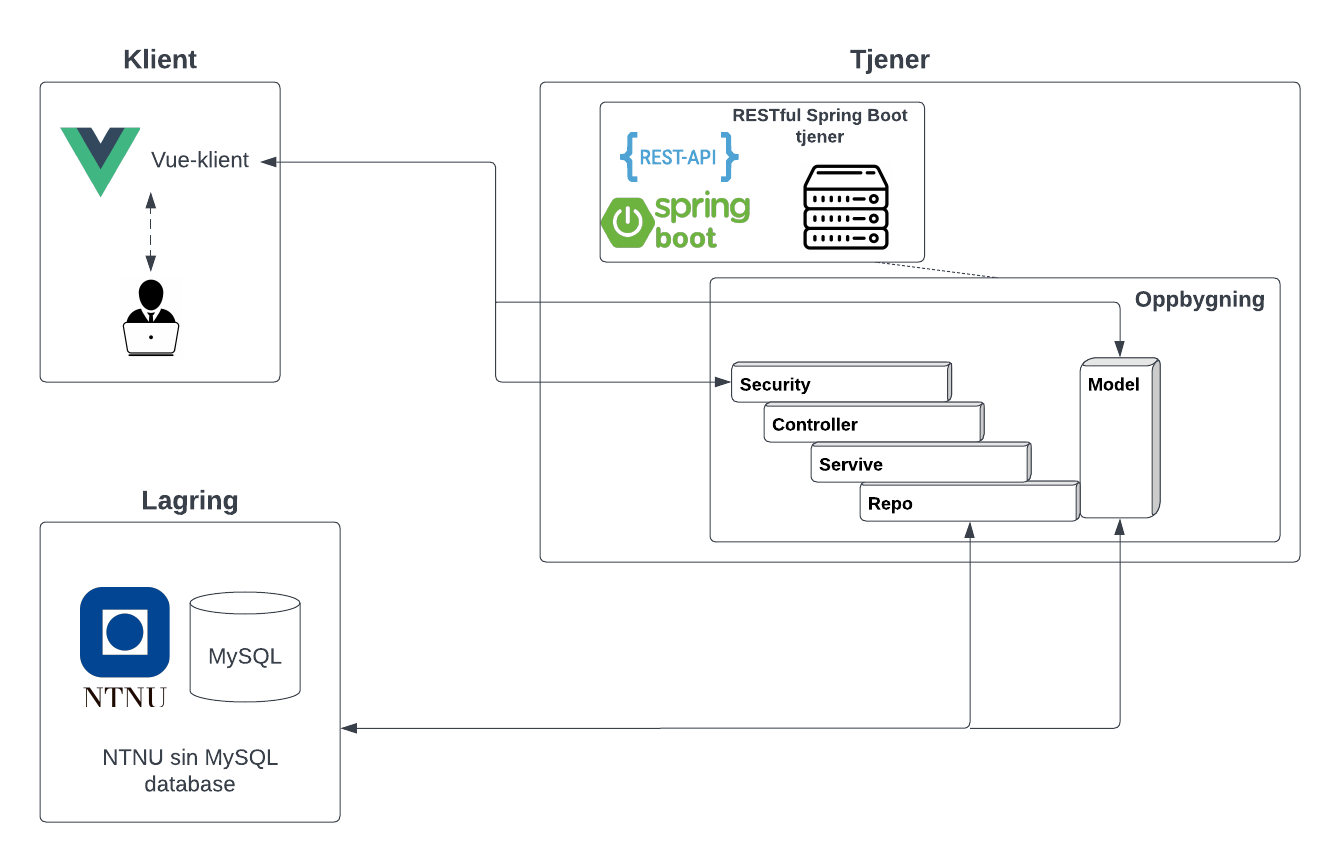 Klient
Vue-klient
Tjener
RESTful Spring Boot
tjener
{REST-API}
spring
boot
Oppbygning
Security
Controller
Servive
Repo
Model
Lagring
NTNU
MySQL
NTNU sin MySQL
database